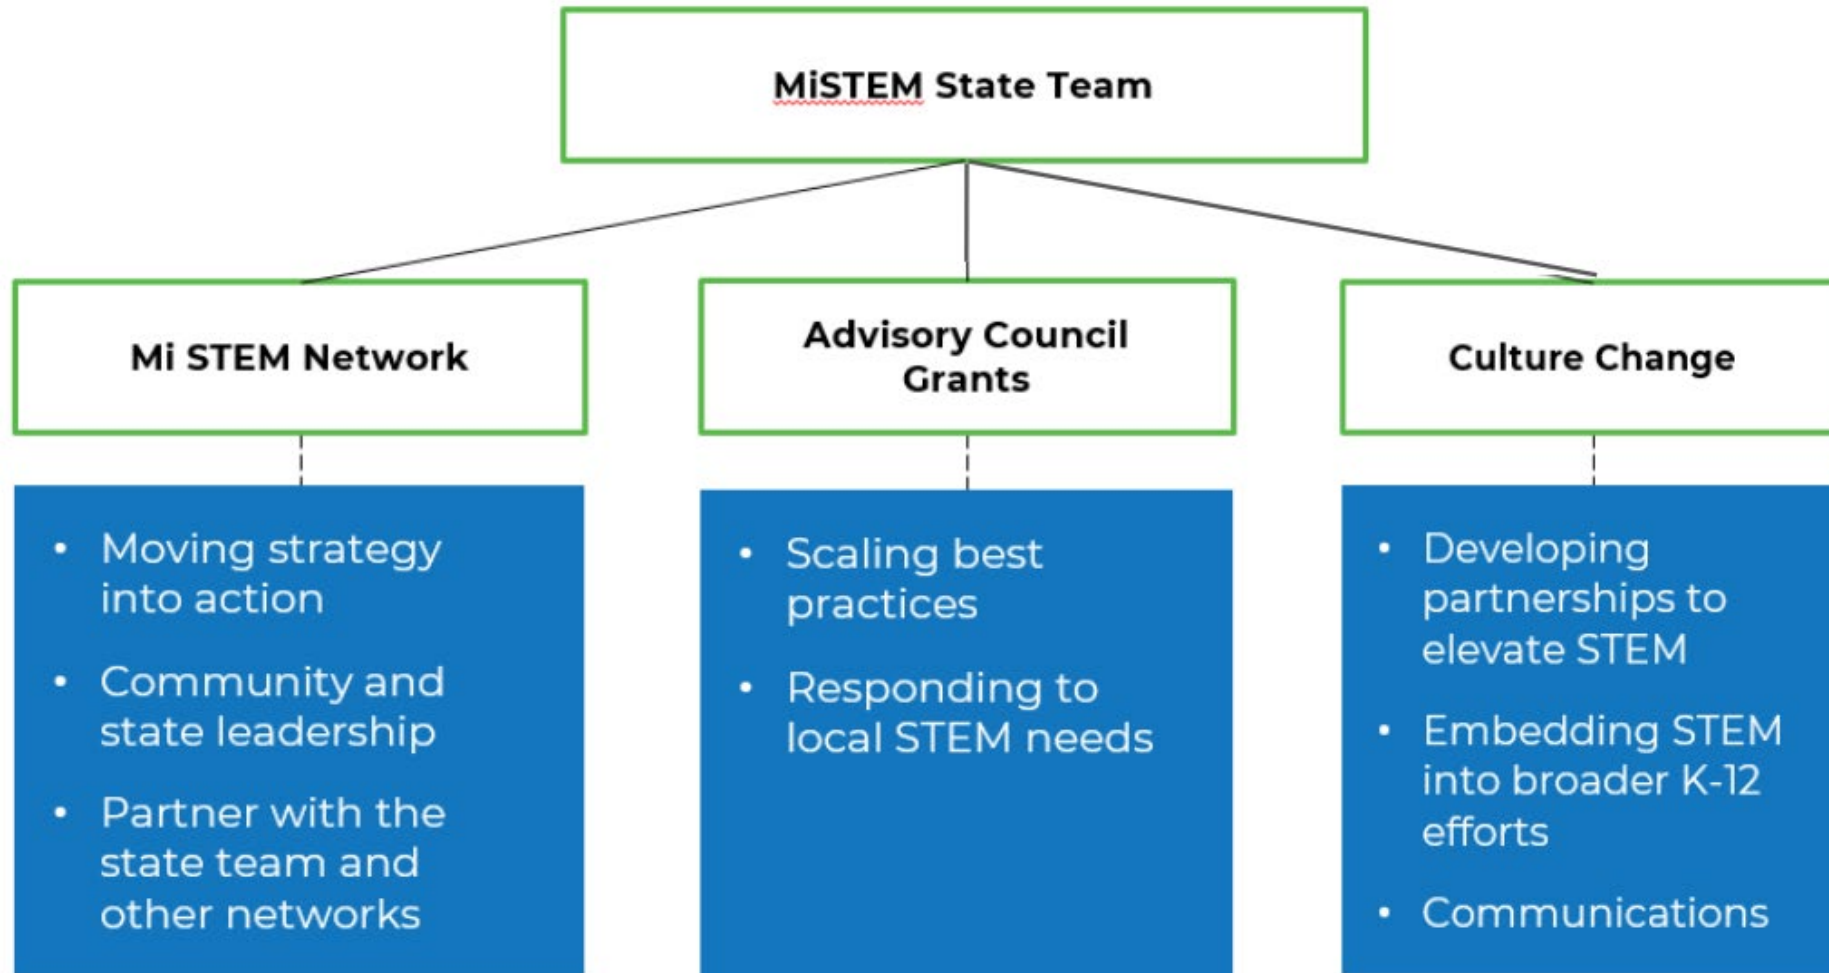 MiSTEM State Team
Mi STEM Network
Advisory Council
Grants
Culture Change
• Moving strategy
into action
• Community and
state leadership
• Partner with the
state team and
other networks
• Scaling best
practices
• Responding to
local STEM needs
• Developing
partnerships to
elevate STEM
• Embedding STEM
into broader K-12
efforts
• Communications